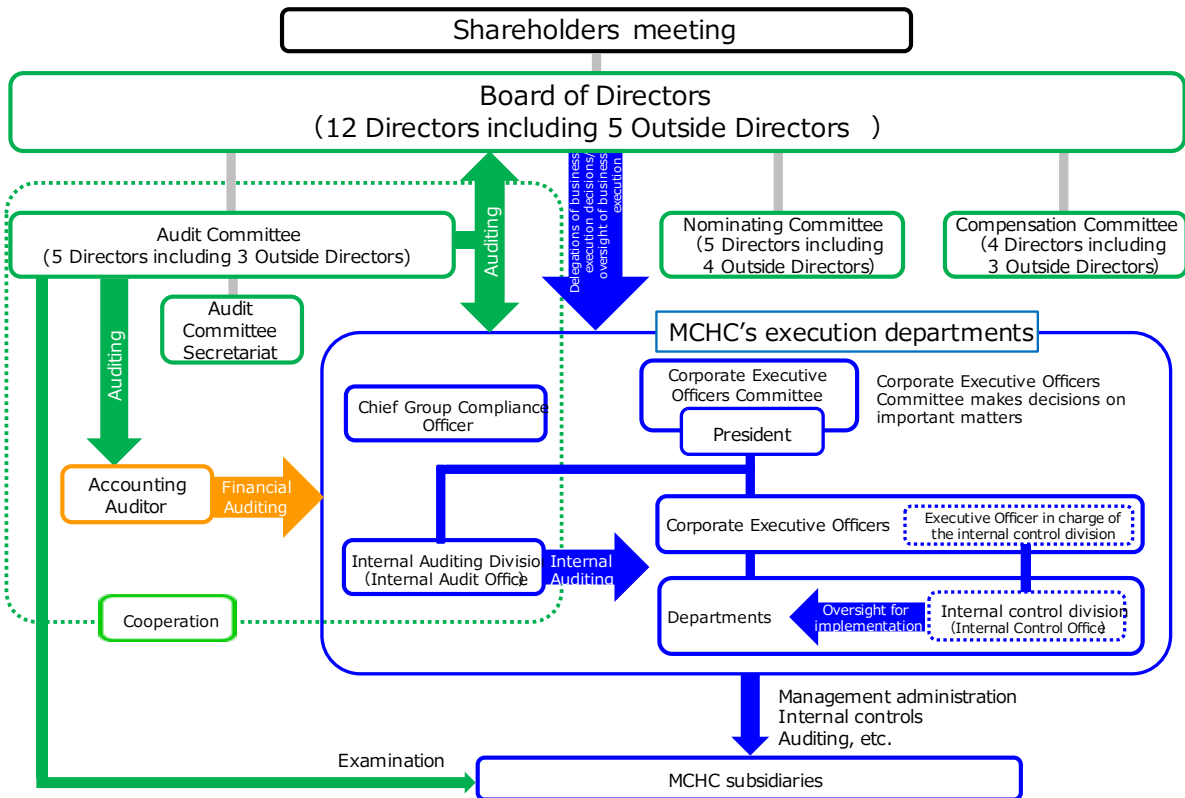 Shareholders meeting
Board of Directors
(12 Directors including 5 Outside Directors )
Delegations of business
execution decisions/
oversight of business
execution
Auditing
Audit Committee
(5 Directors including 3 Outside Directors)
Nominating Committee
(5 Directors including
4 Outside Directors)
Compensation Committee
(4 Directors including
3 Outside Directors)
Auditing
Audit
Committee
Secretariat
MCHC's execution departments
Chief Group Compliance
Officer
Corporate Executive
Officers Committee
President
Corporate Executive Officers
Committee makes decisions on
important matters
Accounting
Auditor
Financial
Auditing
Corporate Executive Officers
Executive Officer in charge of
the internal control division
Internal Auditing Division
(Internal Audit Office)
Internal
Auditing
Departments
Oversight for
implementation
Internal control division
(Internal Control Office)
Cooperation
Management administration
Internal controls
Auditing, etc.
Examination
MCHC subsidiaries